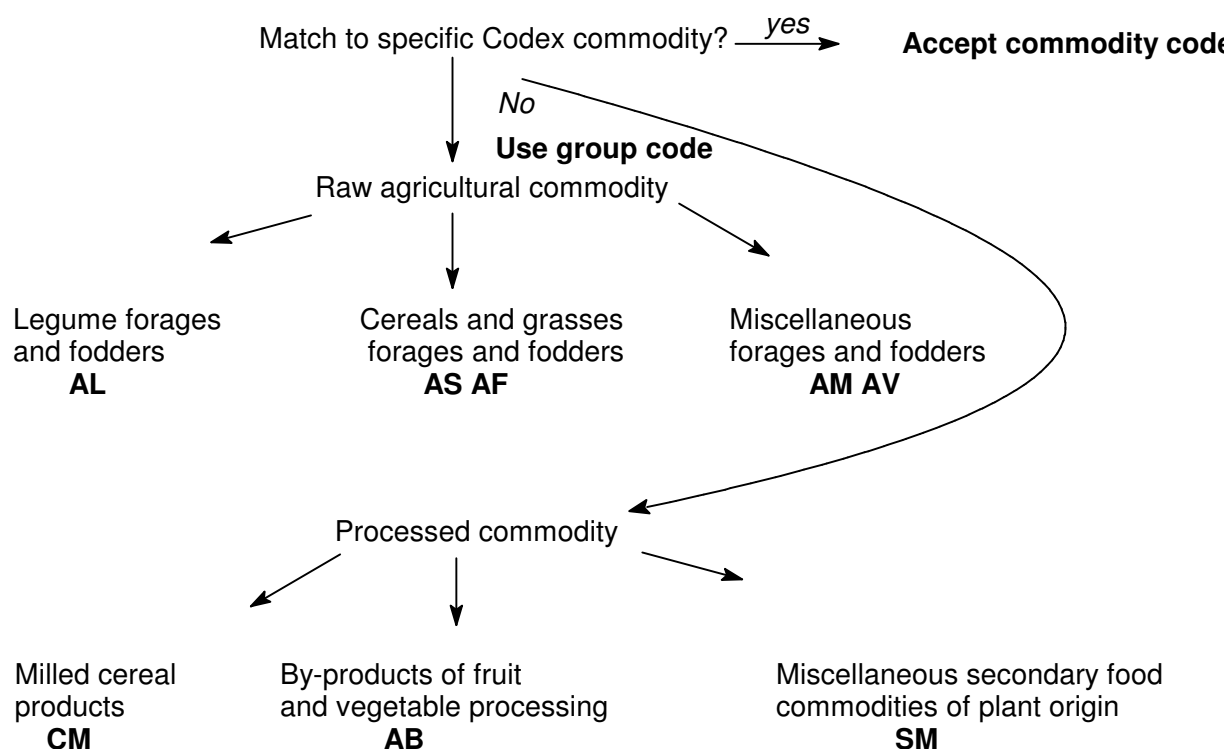 Match to specific Codex commodity? yes Accept commodity code
No
Use group code
Raw agricultural commodity
Legume forages
and fodders
AL
Cereals and grasses
forages and fodders
AS AF
Miscellaneous
forages and fodders
AM AV
Processed commodity
Milled cereal
products
CM
By-products of fruit
and vegetable processing
AB
Miscellaneous secondary food
commodities of plant origin
SM